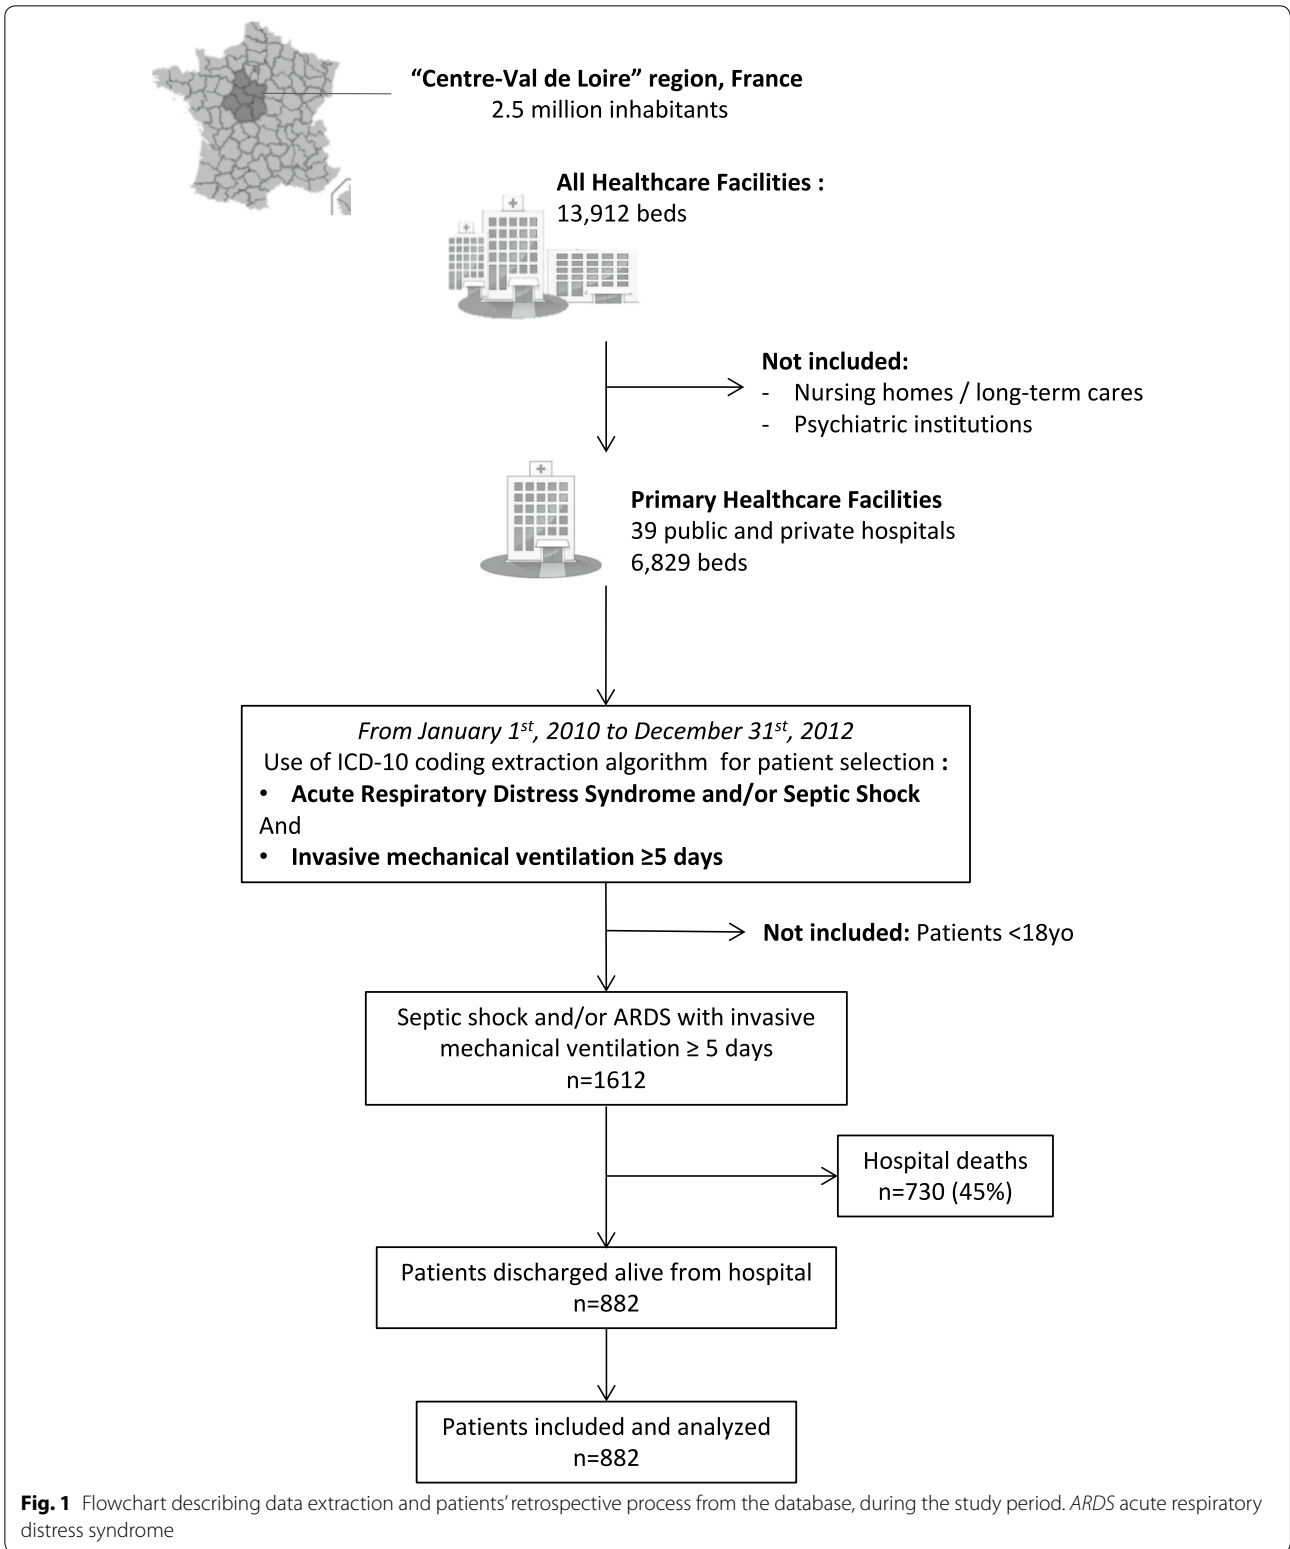 “Centre-Val de Loire” region, France
2.5 million inhabitants
All Healthcare Facilities :
13,912 beds
Not included:
- Nursing homes / long-term cares
- Psychiatric institutions
Primary Healthcare Facilities
39 public and private hospitals
6,829 beds
From January 1st, 2010 to December 31st, 2012
Use of ICD-10 coding extraction algorithm for patient selection :
• Acute Respiratory Distress Syndrome and/or Septic Shock
And
• Invasive mechanical ventilation ≥5 days
Not included: Patients <18yo
Septic shock and/or ARDS with invasive
mechanical ventilation ≥ 5 days
n=1612
Hospital deaths
n=730 (45%)
Patients discharged alive from hospital
n=882
Patients included and analyzed
n=882
Fig. 1 Flowchart describing data extraction and patients’ retrospective process from the database, during the study period. ARDS acute respiratory
distress syndrome